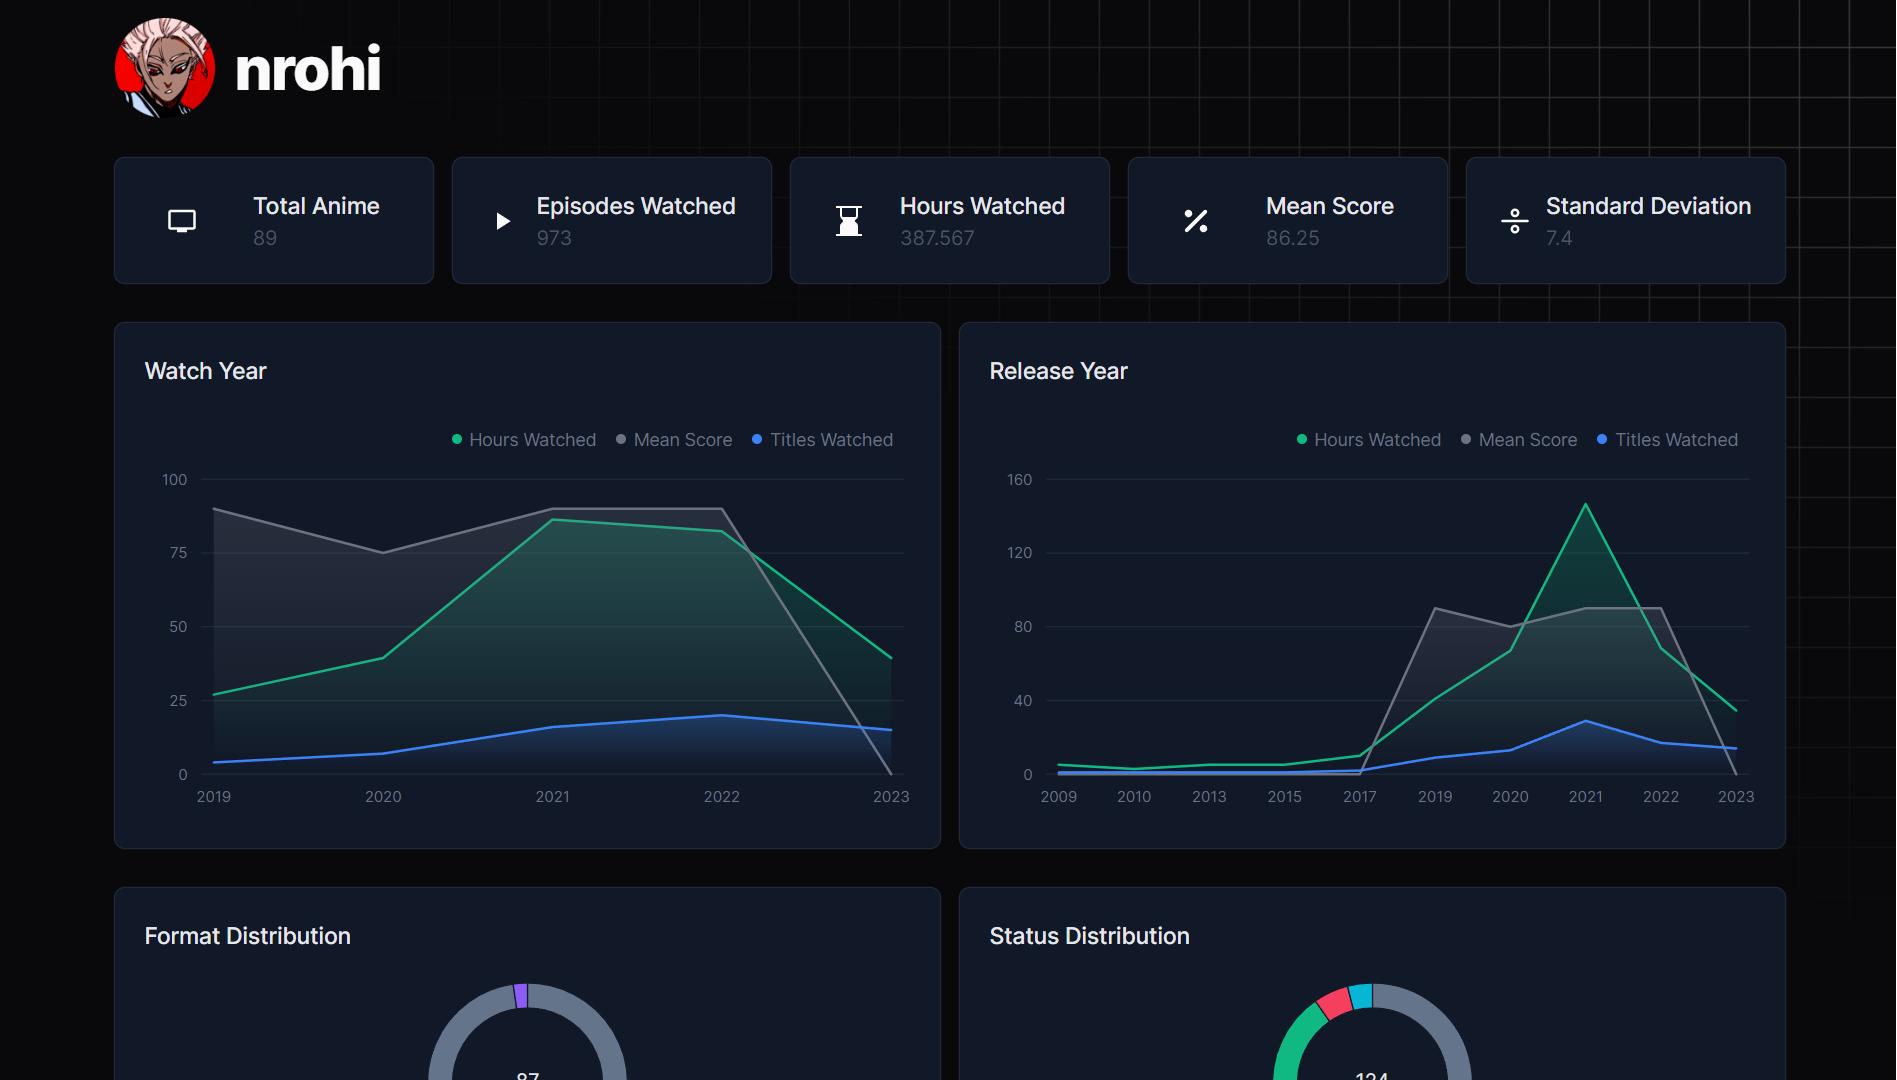 nrohi
Total Anime
89
Episodes Watched
973
Hours Watched
387.567
Mean Score
86.25
Standard Deviation
7.4
Watch Year
Hours Watched Mean Score Titles Watched
100
75
50
25
0
2019 2020 2021 2022 2023
Release Year
Hours Watched Mean Score Titles Watched
160
120
80
40
0
2009 2010 2013 2015 2017 2019 2020 2021 2022 2023
Format Distribution
87
Status Distribution